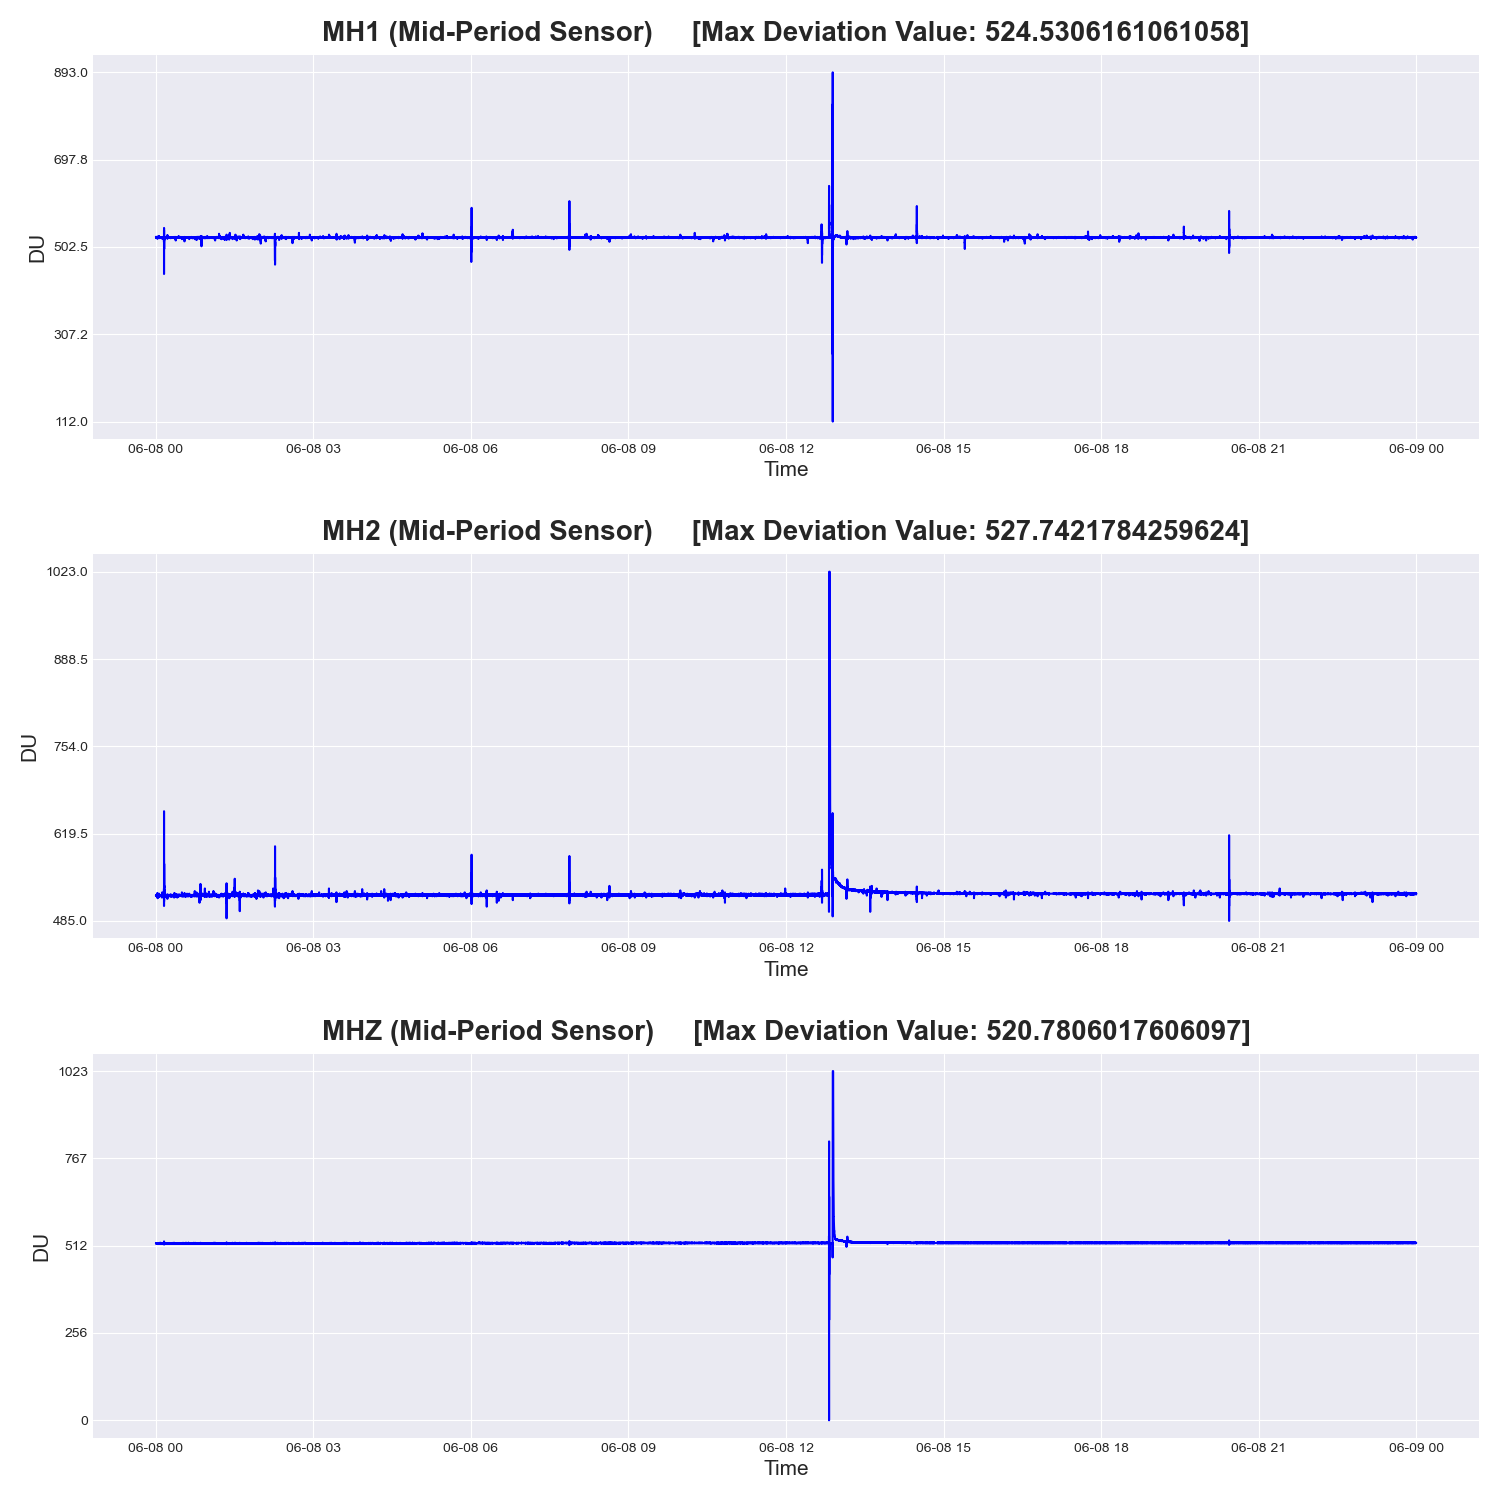 MH1 (Mid-Period Sensor) [Max Deviation Value: 524.5306161061058]
893.0
697.8
502.5
307.2
112.0
DU
06-08 00 06-08 03 06-08 06 06-08 09 06-08 12 06-08 15 06-08 18 06-08 21 06-09 00
Time
MH2 (Mid-Period Sensor) [Max Deviation Value: 527.7421784259624]
1023.0
888.5
754.0
619.5
485.0
DU
06-08 00 06-08 03 06-08 06 06-08 09 06-08 12 06-08 15 06-08 18 06-08 21 06-09 00
Time
MHZ (Mid-Period Sensor) [Max Deviation Value: 520.7806017606097]
1023
767
512
256
0
DU
06-08 00 06-08 03 06-08 06 06-08 09 06-08 12 06-08 15 06-08 18 06-08 21 06-09 00
Time